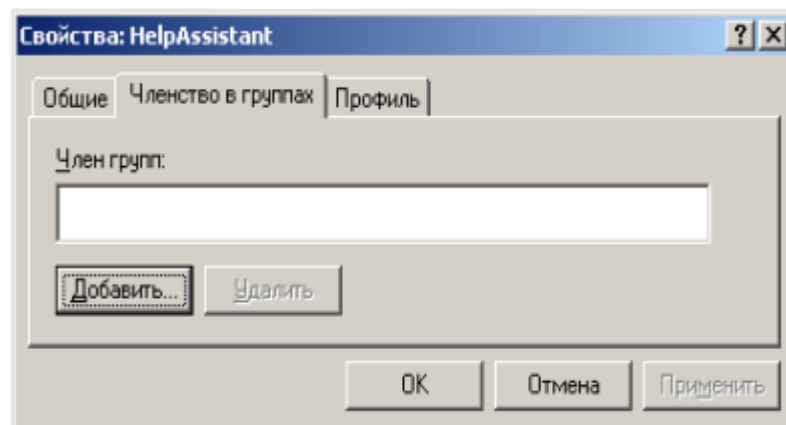 Свойства: HelpAssistant
Общие Членство в группах Профиль
Член групп:
Добавить... Удалить
OK Отмена Применить